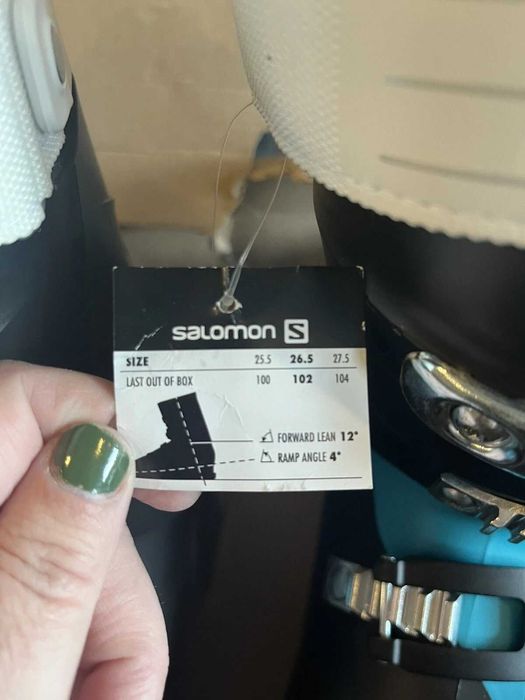 salomon S
SIZE 25.5 26.5 27.5
LAST OUT OF BOX 100 102 104
FORWARD LEAN 12°
RAMP ANGLE 4°